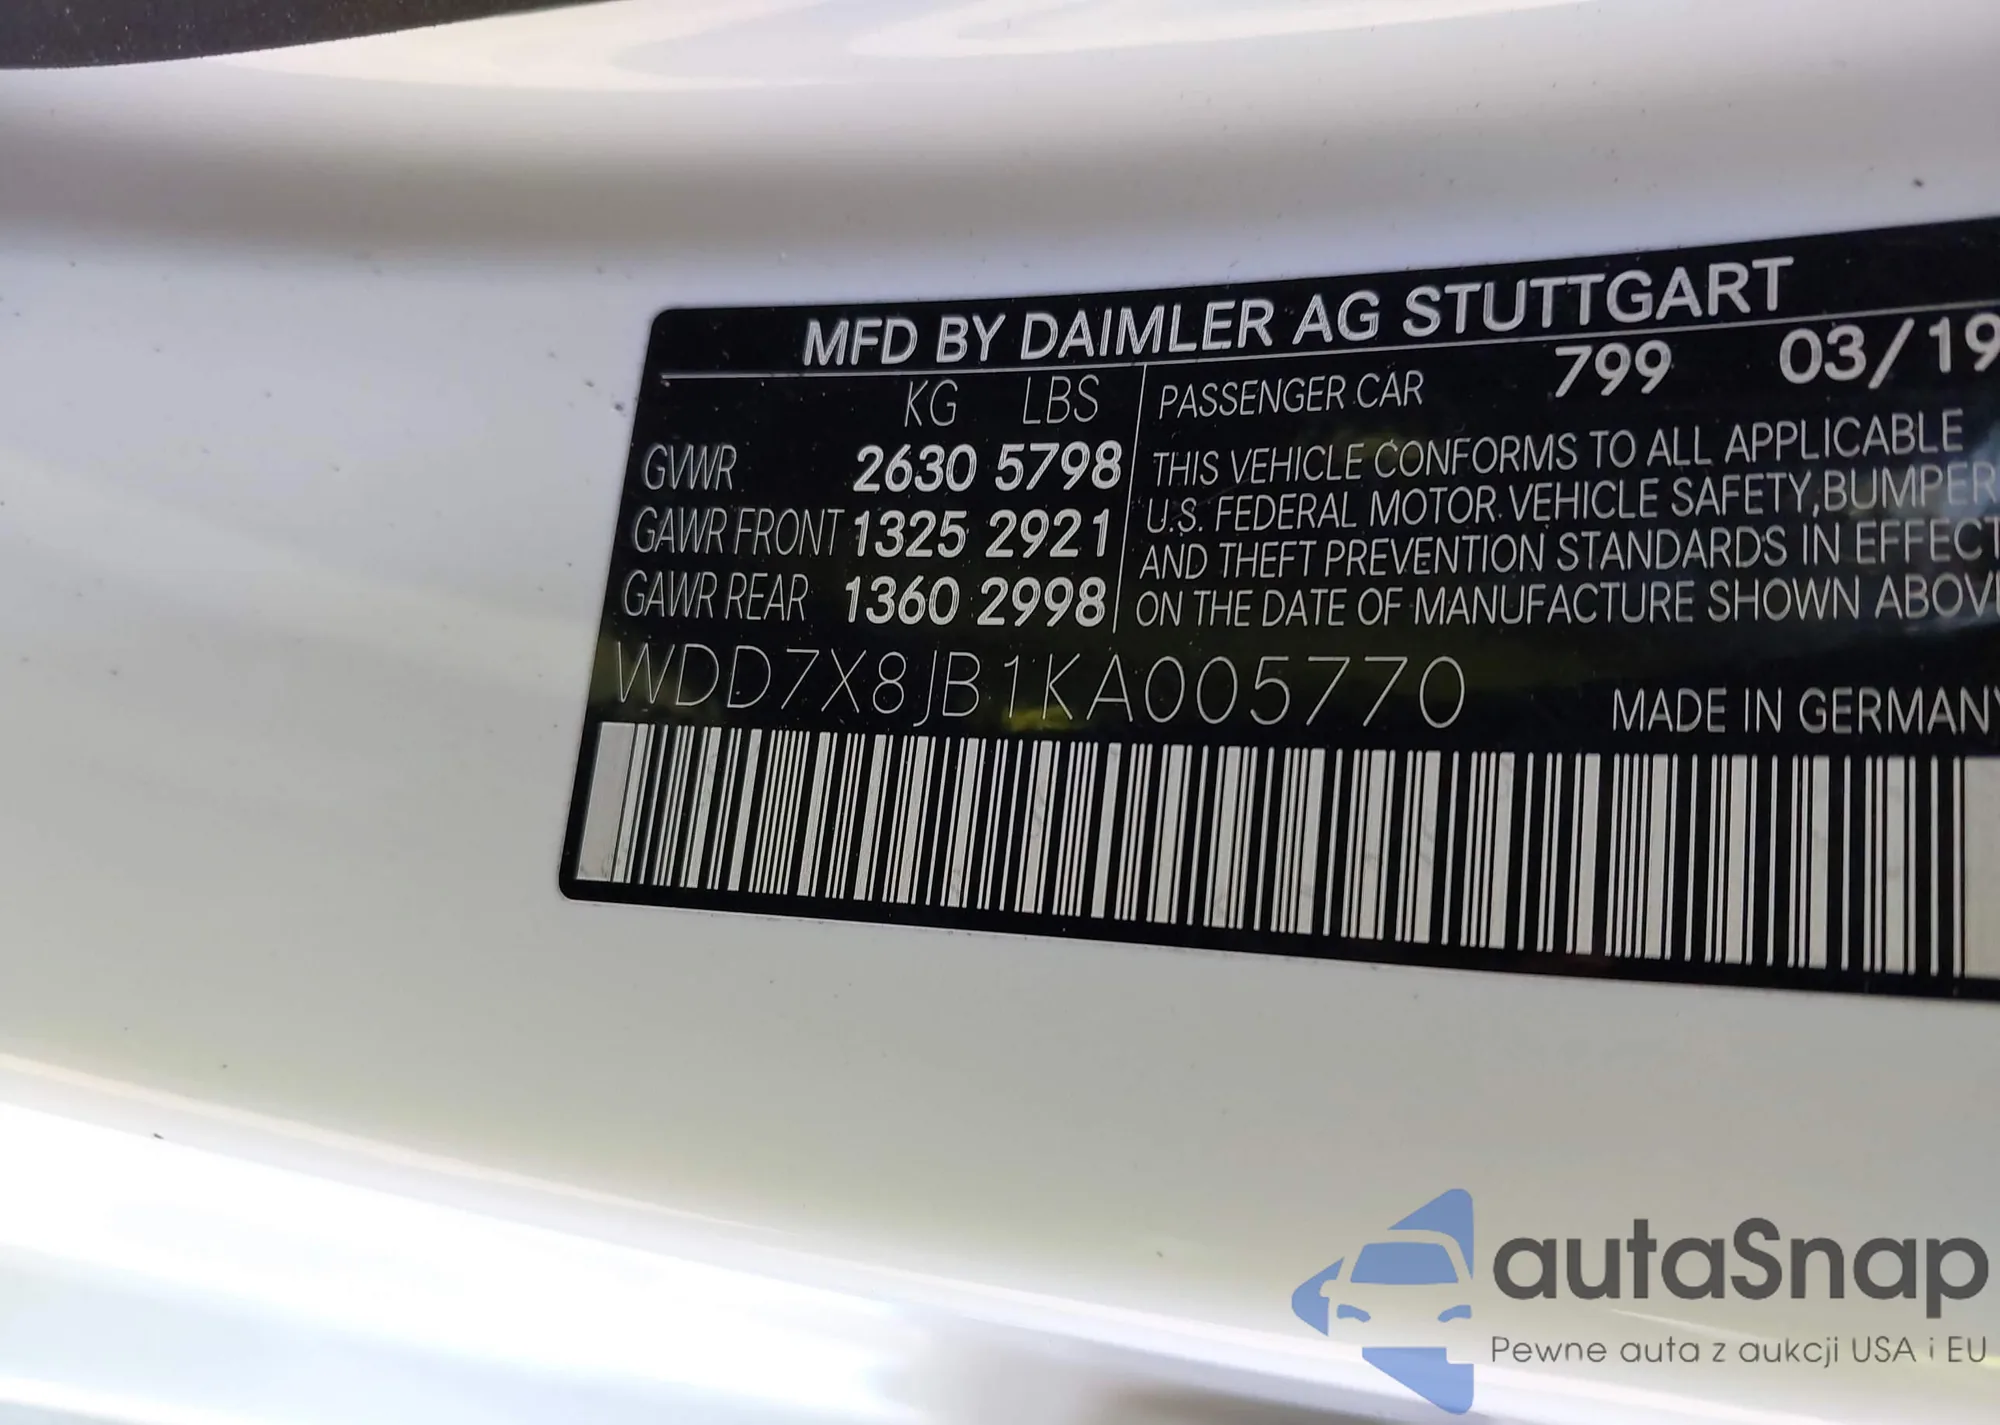 MFD BY DAIMLER AG STUTTGART
KG LBS PASSENGER CAR 799 03/19
GVWR 2630 5798 THIS VEHICLE CONFORMS TO ALL APPLICABLE
GAWR FRONT 1325 2921 U.S. FEDERAL MOTOR VEHICLE SAFETY, BUMPER
AND THEFT PREVENTION STANDARDS IN EFFECT
GAWR REAR 1360 2998 ON THE DATE OF MANUFACTURE SHOWN ABOVE
WDD7X8JB1KA005770
MADE IN GERMANY
autaSnap
Pewne auta z aukcji USA i EU